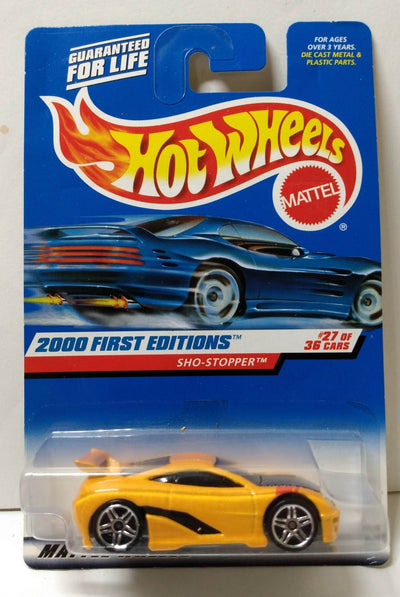 GUARANTEED
FOR LIFE
FOR AGES
OVER 3 YEARS.
DIE CAST METAL &
PLASTIC PARTS.
HOT WHEELS
MATTEL
®
2000 FIRST EDITIONS™
#27 OF
36 CARS
SHO-STOPPER™